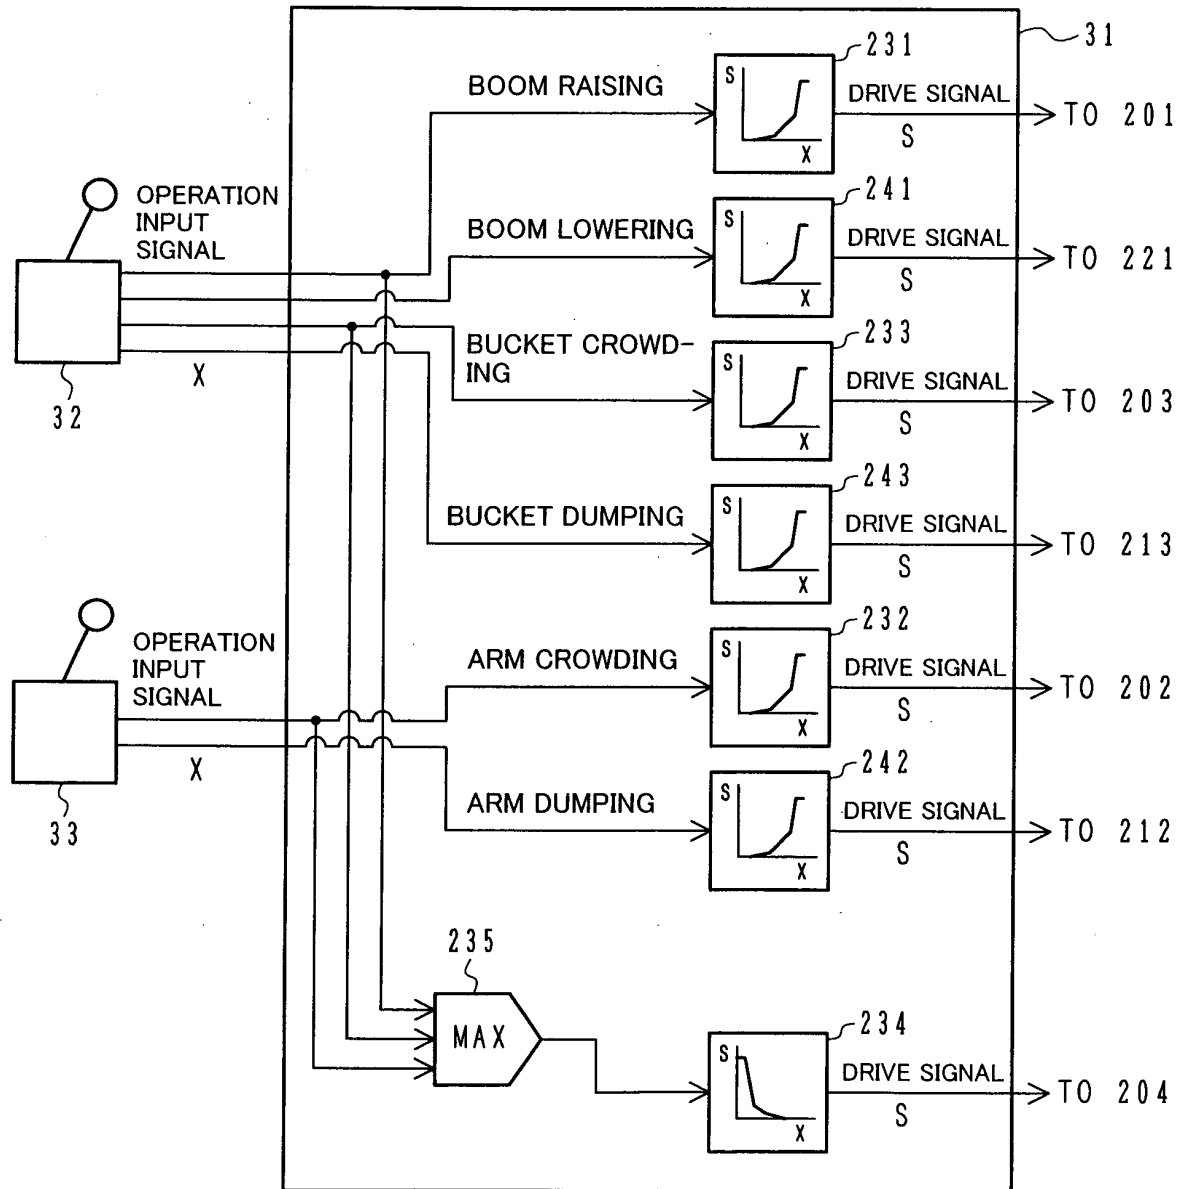 31
231
S
X
BOOM RAISING
DRIVE SIGNAL
S
TO 201
OPERATION
INPUT
SIGNAL
241
S
X
BOOM LOWERING
DRIVE SIGNAL
S
TO 221
X
32
233
S
X
BUCKET CROWD-
ING
DRIVE SIGNAL
S
TO 203
243
S
X
BUCKET DUMPING
DRIVE SIGNAL
S
TO 213
OPERATION
INPUT
SIGNAL
232
S
X
ARM CROWDING
DRIVE SIGNAL
S
TO 202
X
33
242
S
X
ARM DUMPING
DRIVE SIGNAL
S
TO 212
235
MAX
234
S
X
DRIVE SIGNAL
S
TO 204